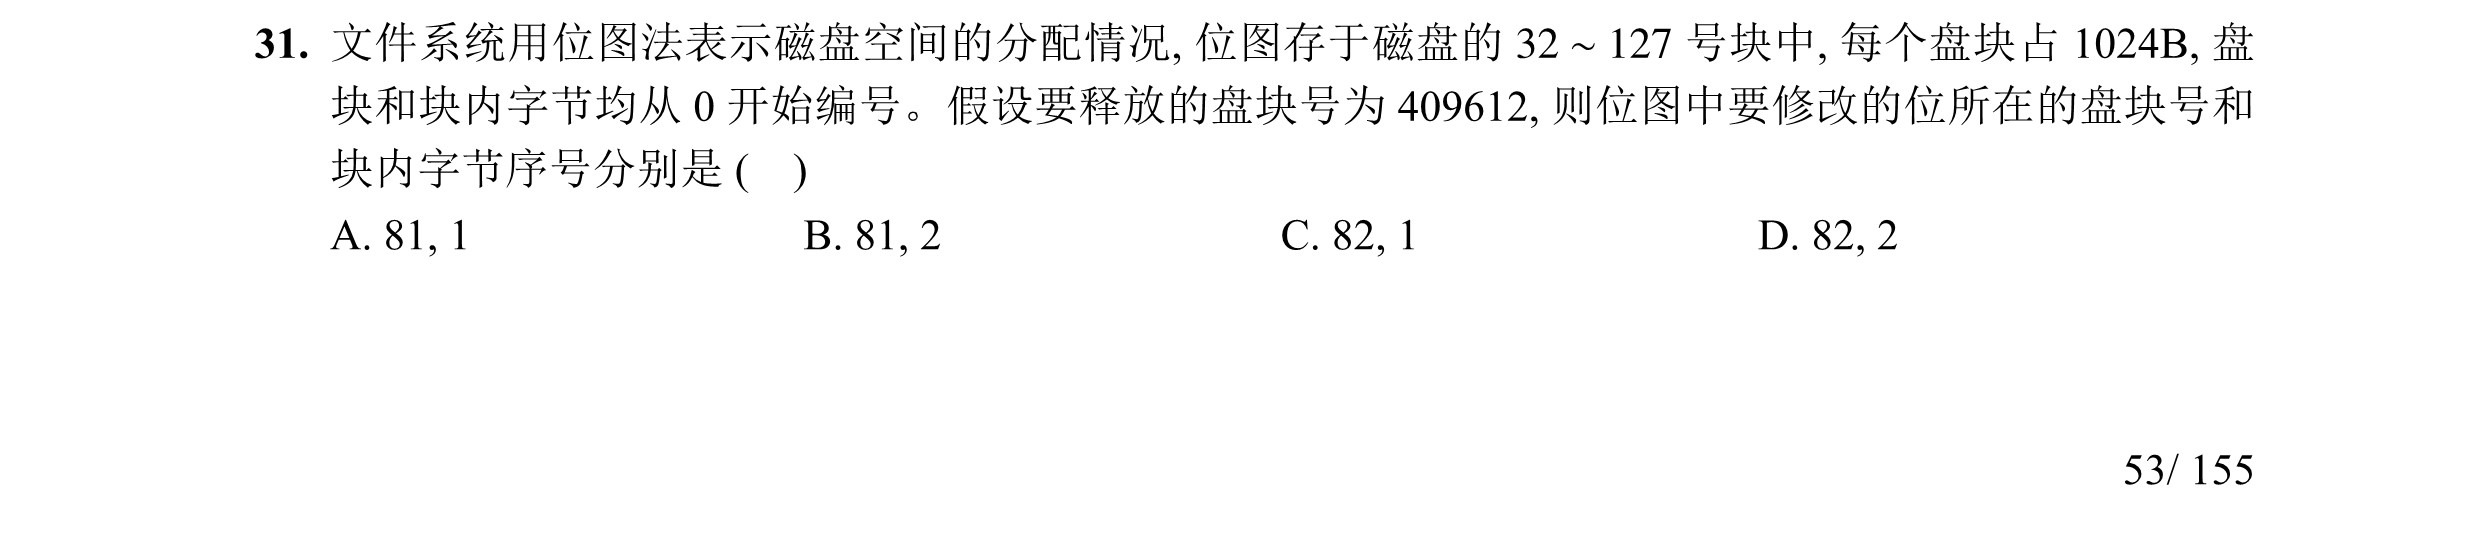 31. 文件系统用位图法表示磁盘空间的分配情况, 位图存于磁盘的 32 ~ 127 号块中, 每个盘块占 1024B, 盘
块和块内字节均从 0 开始编号。假设要释放的盘块号为 409612, 则位图中要修改的位所在的盘块号和
块内字节序号分别是 ( )
A. 81, 1 B. 81, 2 C. 82, 1 D. 82, 2
53/ 155